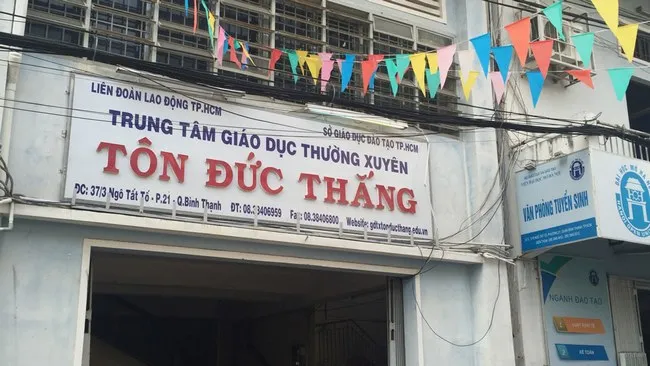 LIÊN ĐOÀN LAO ĐỘNG TP.HCM
SỞ GIÁO DỤC ĐÀO TẠO TP.HCM
TRUNG TÂM GIÁO DỤC THƯỜNG XUYÊN
TÔN ĐỨC THẮNG
ĐC: 37/3 Ngô Tất Tố - P.21 - Q.Bình Thạnh ĐT: 08.38406959 Fax: 08.38406800 Website: gdtxtonducthang.edu.vn
VĂN PHÒNG TUYỂN SINH
NGÀNH ĐÀO TẠO
KẾ TOÁN